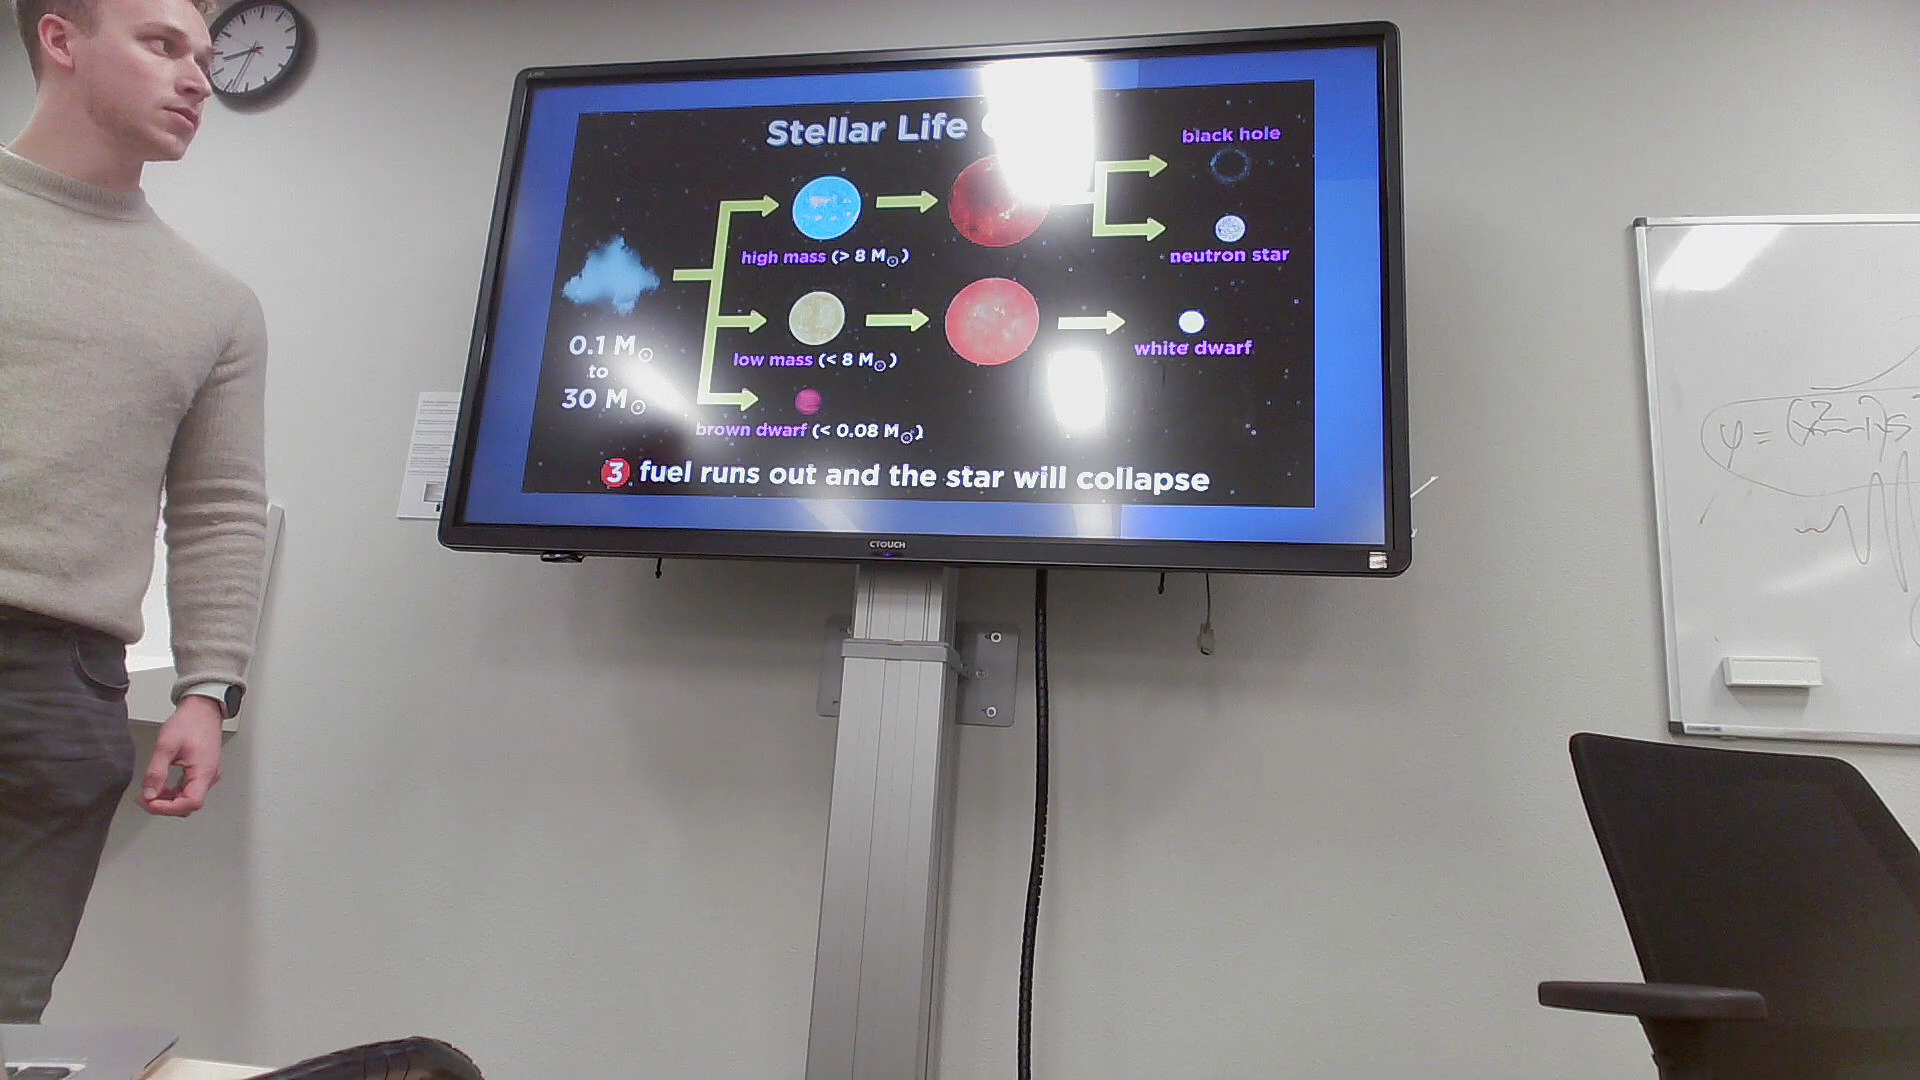 Stellar Life
black hole
neutron star
high mass (> 8 M☉)
0.1 M☉
to
30 M☉
low mass (< 8 M☉)
white dwarf
brown dwarf (< 0.08 M☉)
3 fuel runs out and the star will collapse
CTOUCH